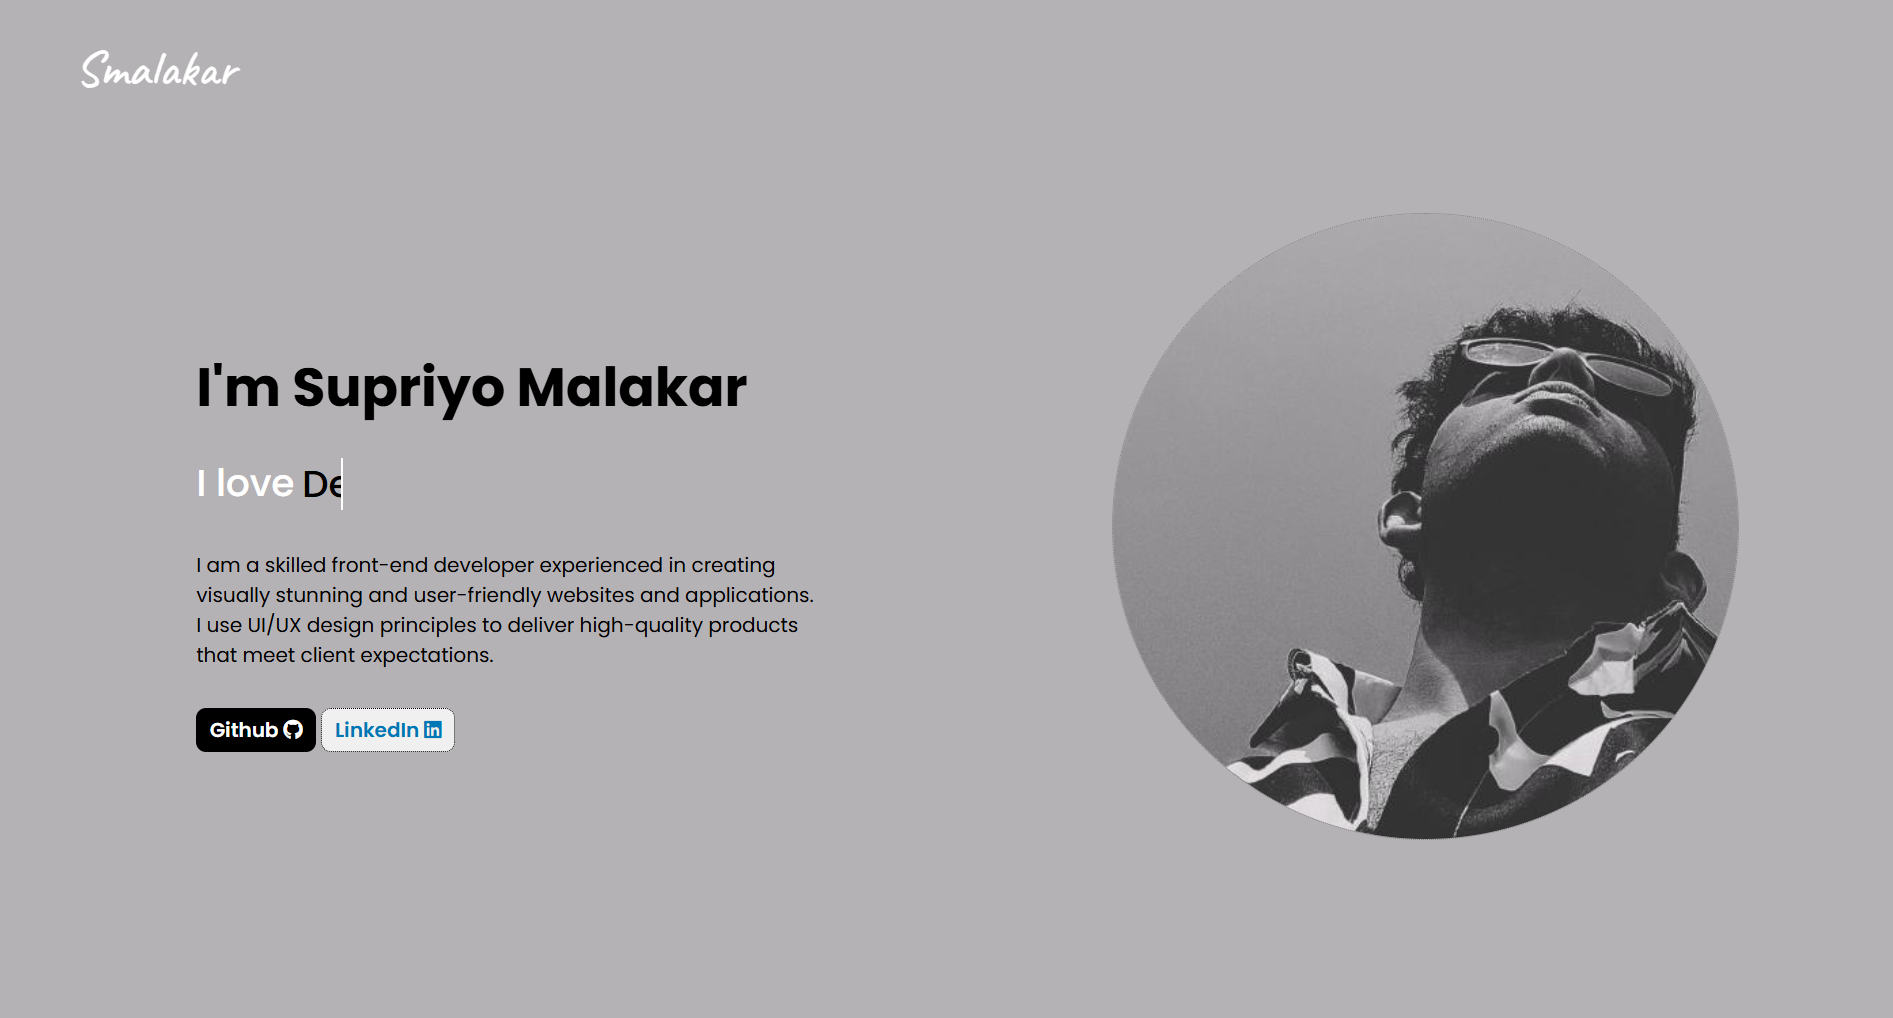 Smalakar
I'm Supriyo Malakar
I love De
I am a skilled front-end developer experienced in creating
visually stunning and user-friendly websites and applications.
I use UI/UX design principles to deliver high-quality products
that meet client expectations.
Github
LinkedIn in